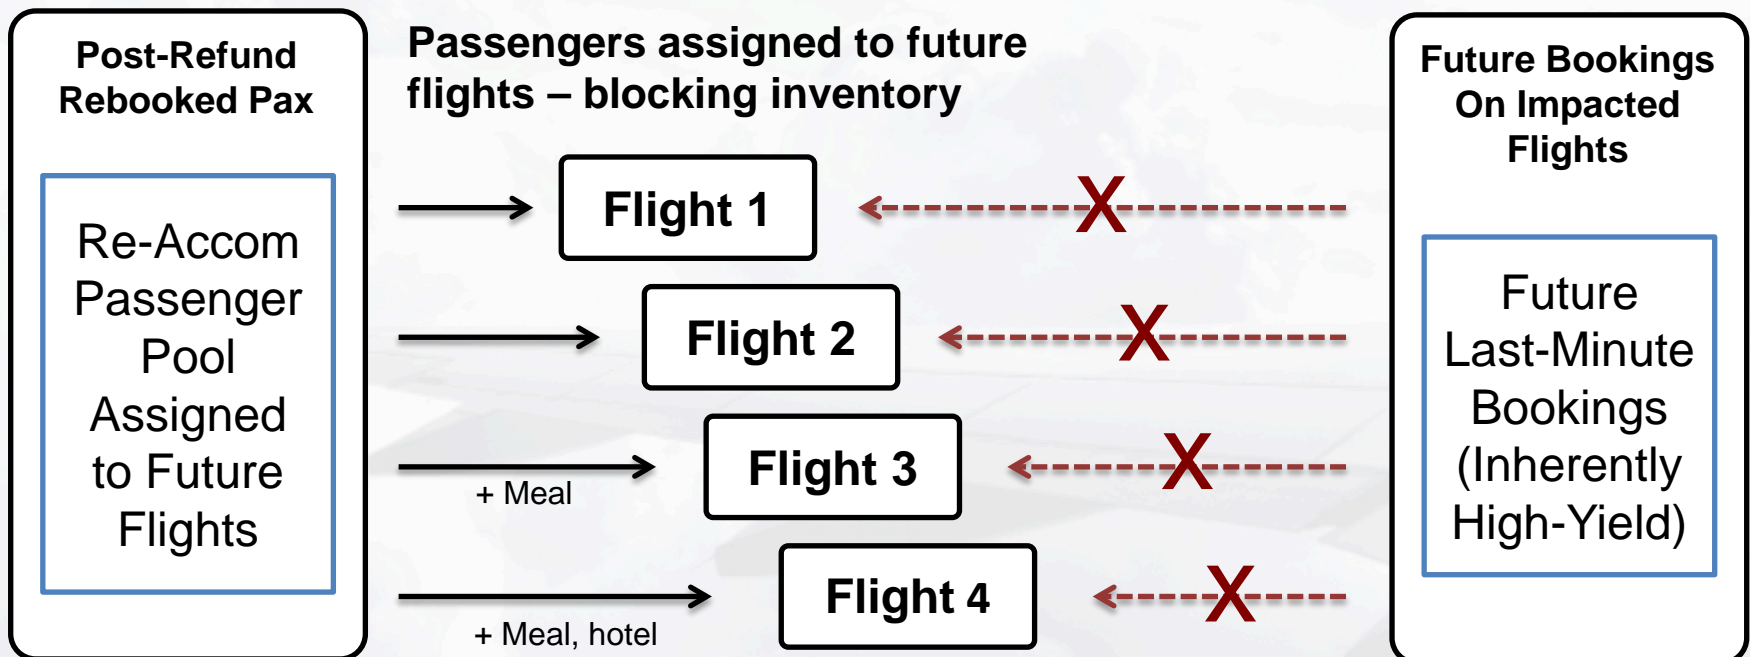 Post-Refund
Rebooked Pax
Re-Accom
Passenger
Pool
Assigned
to Future
Flights
Passengers assigned to future
flights – blocking inventory
Flight 1
X
Flight 2
X
+ Meal
Flight 3
X
+ Meal, hotel
Flight 4
X
Future Bookings
On Impacted
Flights
Future
Last-Minute
Bookings
(Inherently
High-Yield)